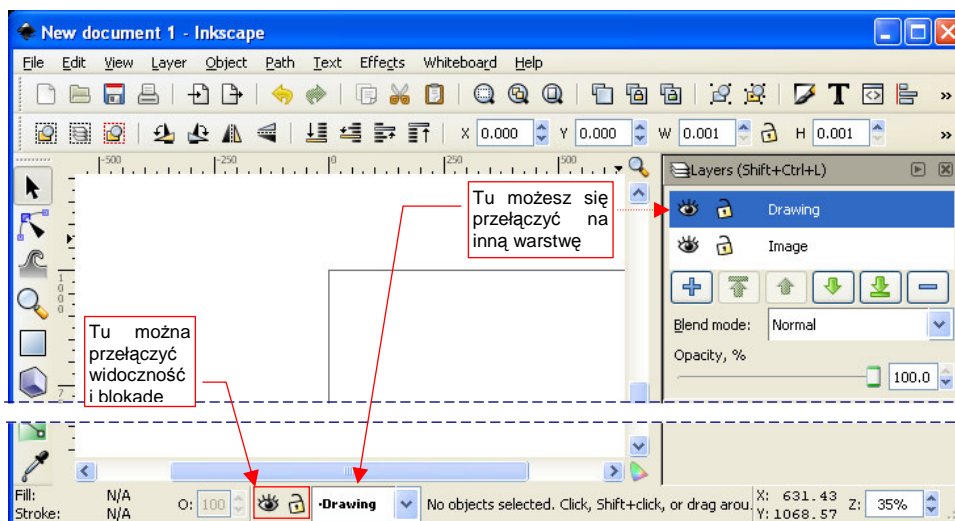 New document 1 - Inkscape
File Edit View Layer Object Path Text Effects Whiteboard Help
X 0.000 Y 0.000 W 0.001 H 0.001
-500 -250 0 250 500
Layers (Shift+Ctrl+L)
Drawing
Image
Tu możesz się
przełączyć na
inną warstwę
1000
Blend mode: Normal
Opacity, %
100.0
Tu można
przełączyć
widoczność
i blokadę
7
Fill: N/A
Stroke: N/A
O: 100
•Drawing
No objects selected. Click, Shift+click, or drag arou.
X: 631.43
Y: 1068.57
Z: 35%